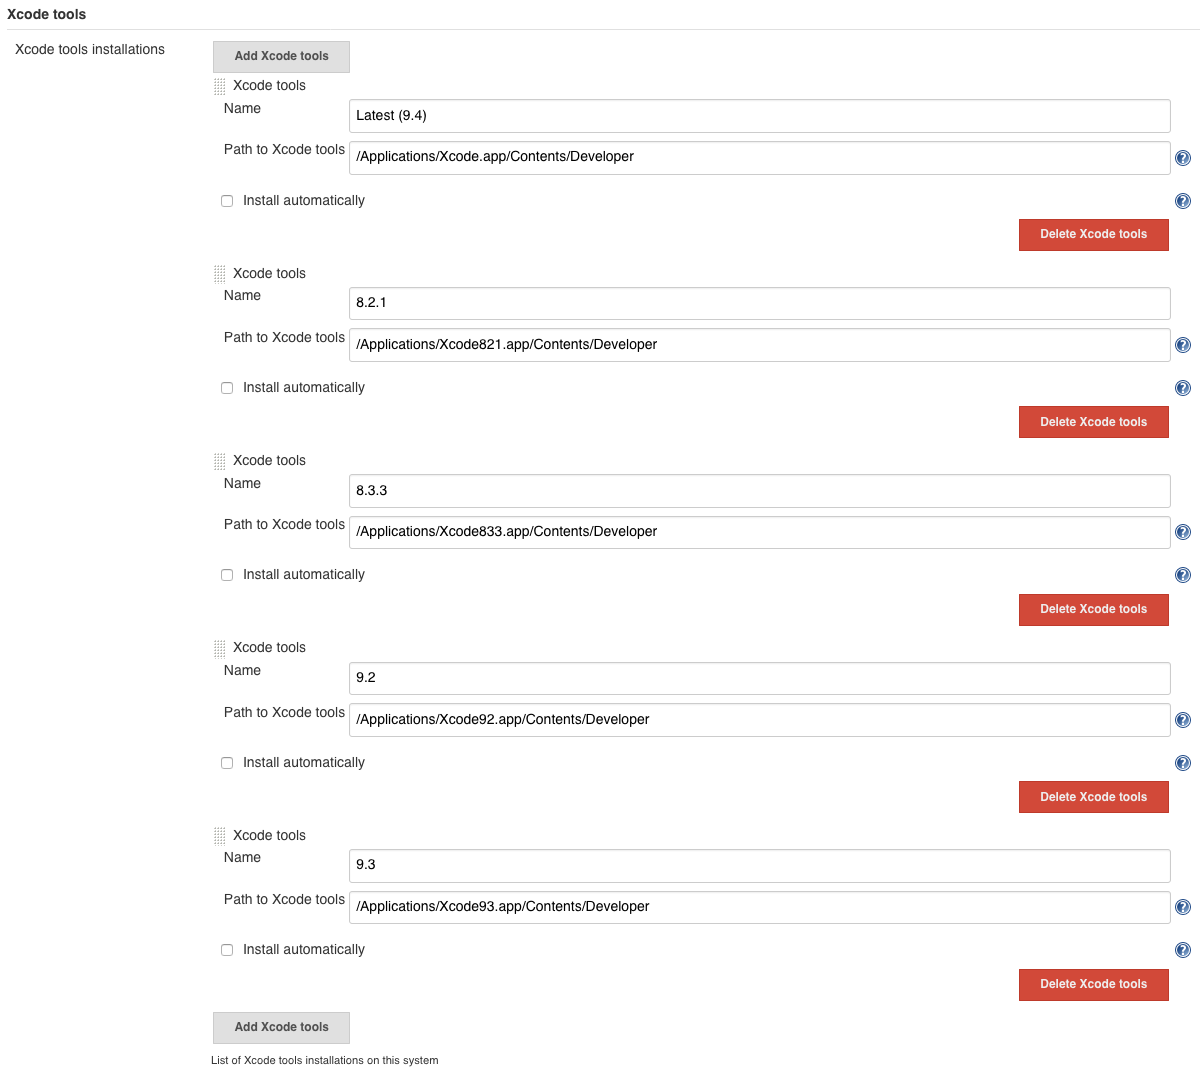 Xcode tools
Xcode tools installations
Add Xcode tools
Xcode tools
Name
Latest (9.4)
Path to Xcode tools
/Applications/Xcode.app/Contents/Developer
?
Install automatically
?
Delete Xcode tools
Xcode tools
Name
8.2.1
Path to Xcode tools
/Applications/Xcode821.app/Contents/Developer
?
Install automatically
?
Delete Xcode tools
Xcode tools
Name
8.3.3
Path to Xcode tools
/Applications/Xcode833.app/Contents/Developer
?
Install automatically
?
Delete Xcode tools
Xcode tools
Name
9.2
Path to Xcode tools
/Applications/Xcode92.app/Contents/Developer
?
Install automatically
?
Delete Xcode tools
Xcode tools
Name
9.3
Path to Xcode tools
/Applications/Xcode93.app/Contents/Developer
?
Install automatically
?
Delete Xcode tools
Add Xcode tools
List of Xcode tools installations on this system